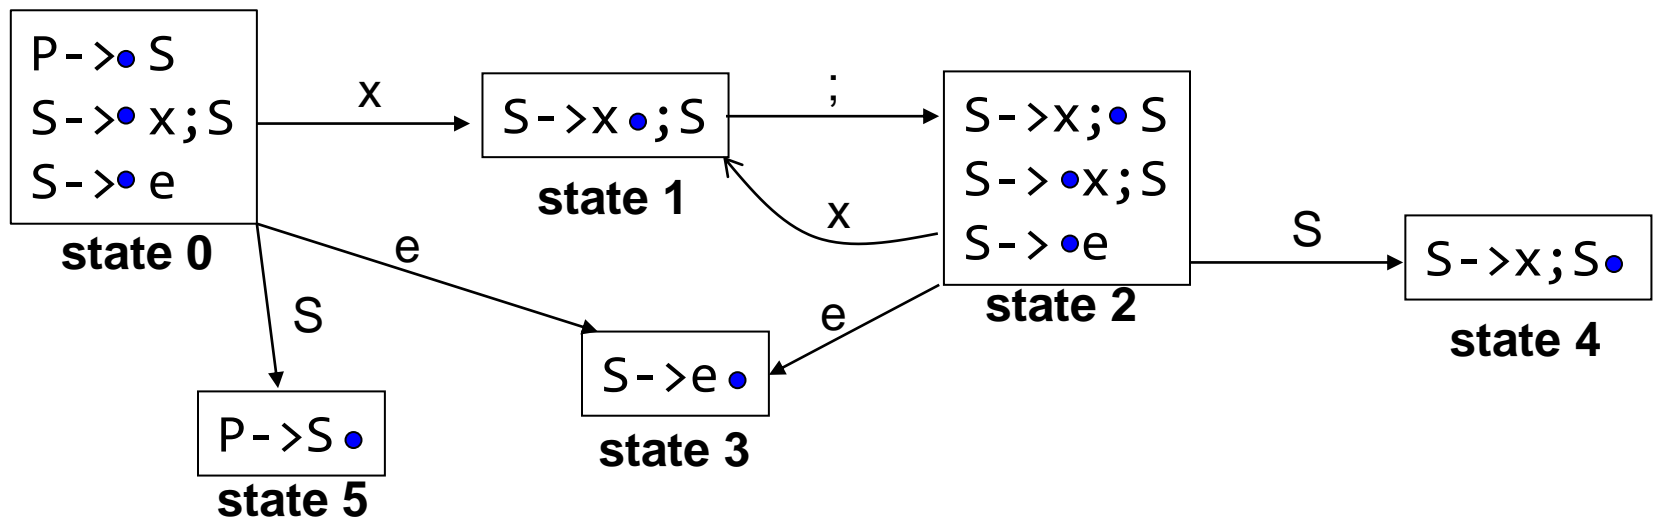 P->• S
S->• x;S
S->• e
state 0
x
S->x•;S
state 1
;
S->x;• S
S-> •x;S
S-> •e
state 2
x
e
S
e
S
S->x;S•
state 4
S->e•
state 3
P->S•
state 5